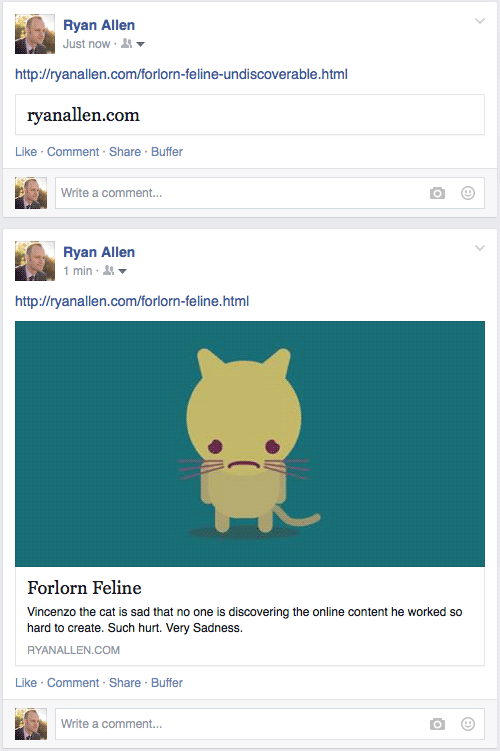 Ryan Allen
Just now ·
http://ryanallen.com/forlorn-feline-undiscoverable.html
ryanallen.com
Like · Comment · Share · Buffer
Write a comment...
Ryan Allen
1 min ·
http://ryanallen.com/forlorn-feline.html
Forlorn Feline
Vincenzo the cat is sad that no one is discovering the online content he worked so
hard to create. Such hurt. Very Sadness.
RYANALLEN.COM
Like · Comment · Share · Buffer
Write a comment...